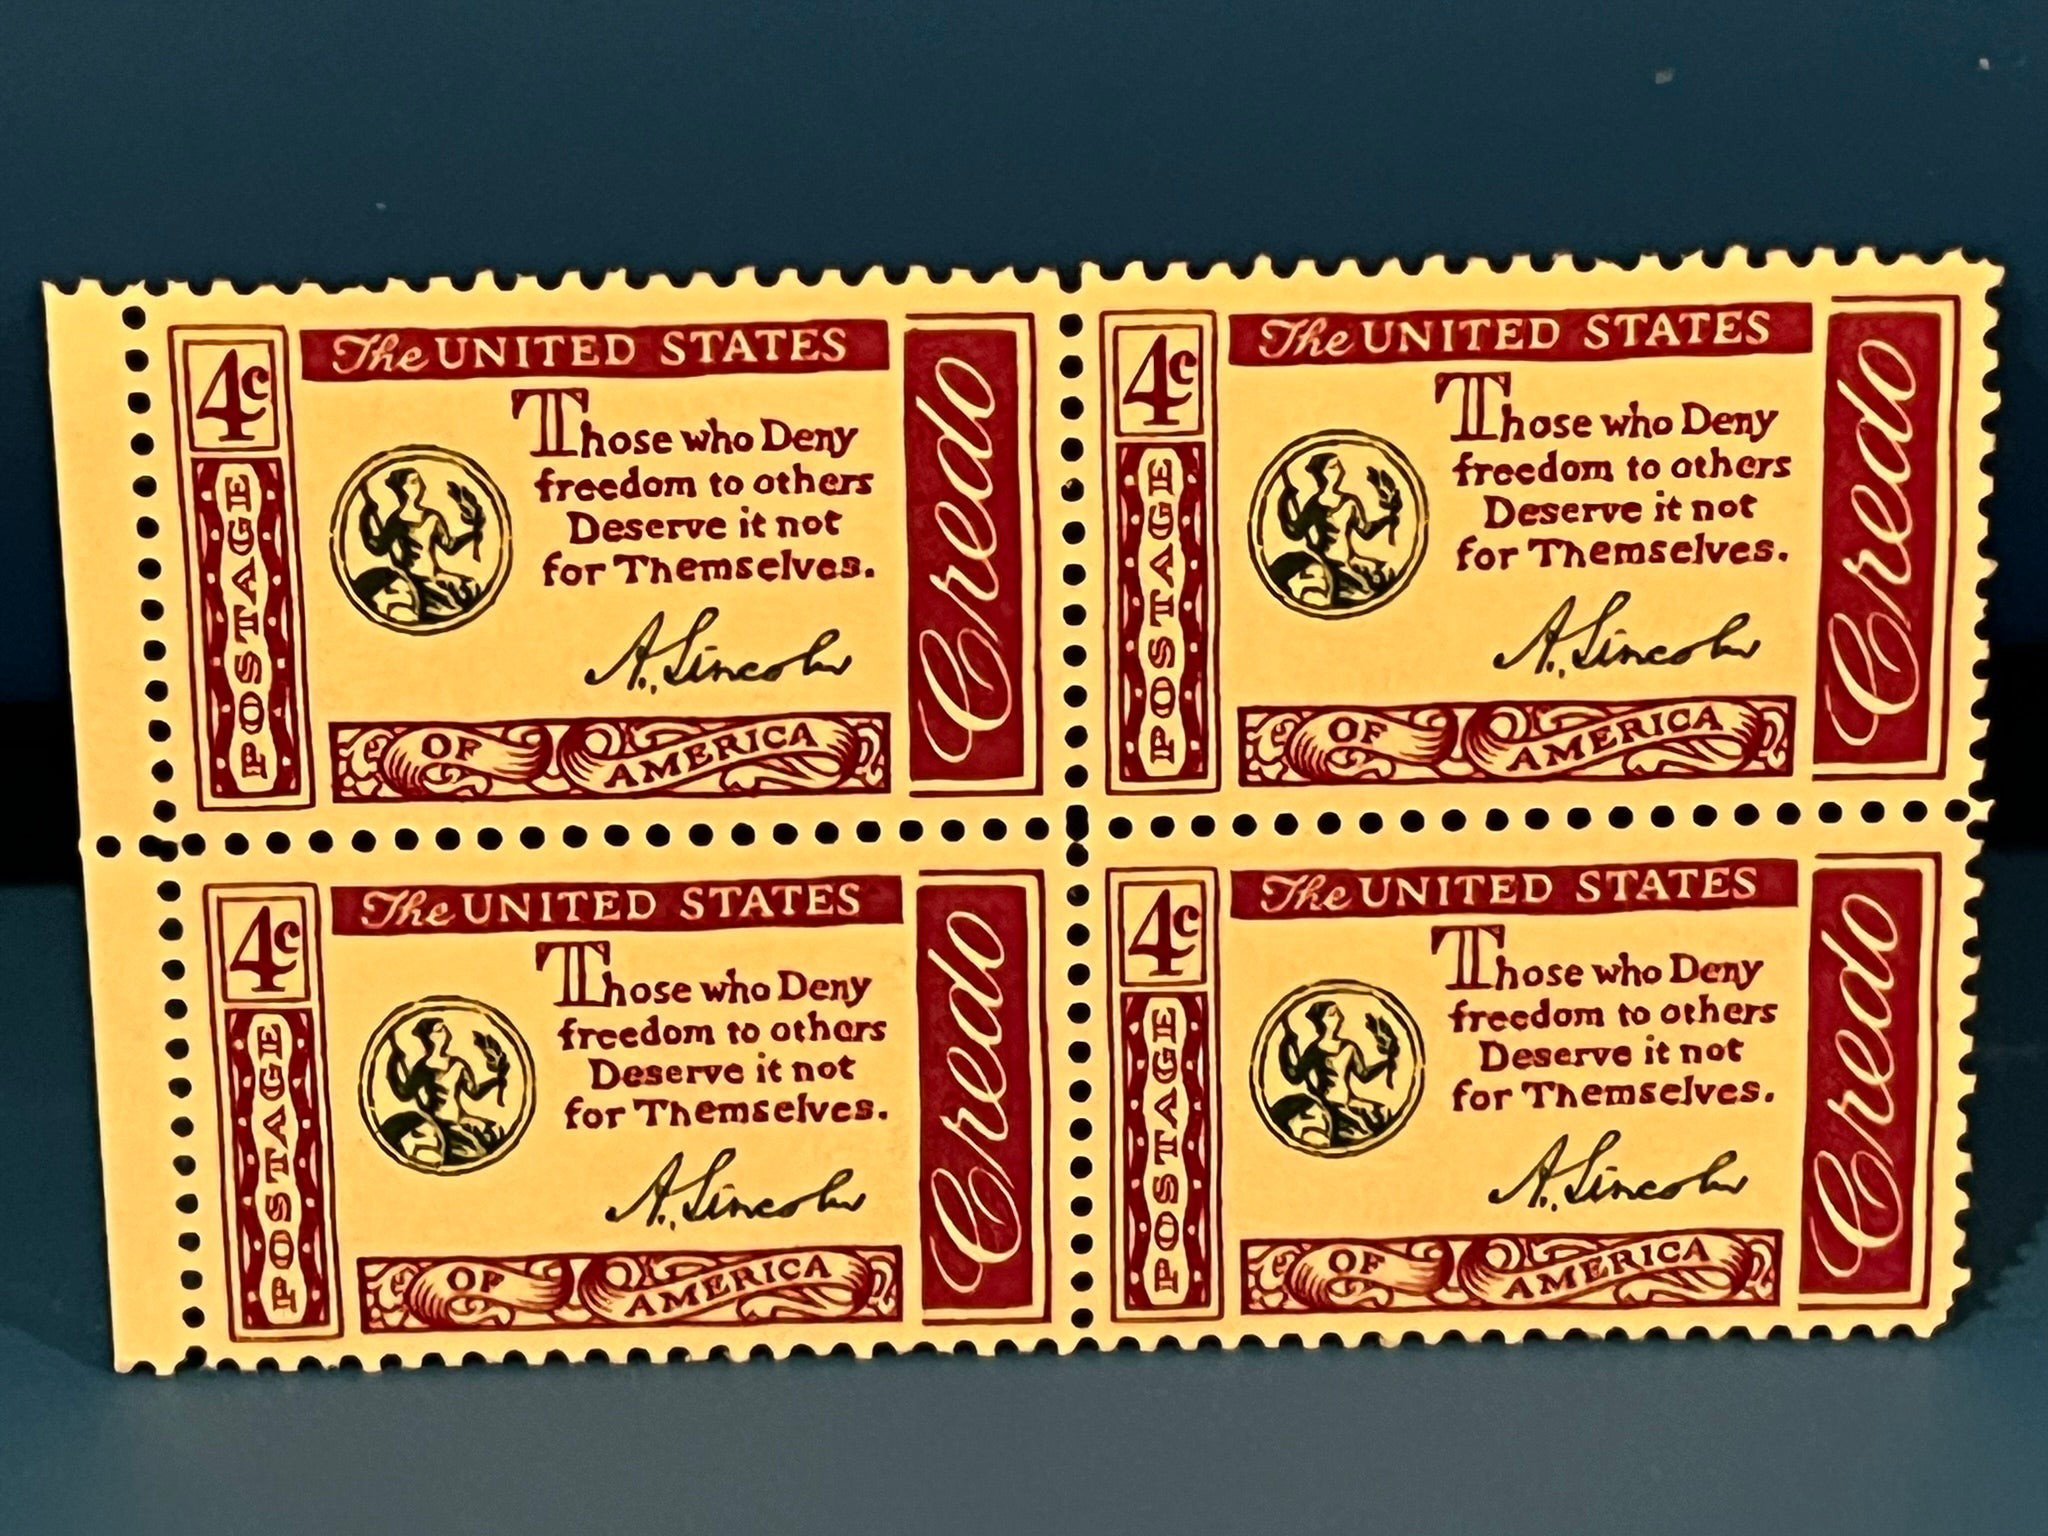 4c
The UNITED STATES
Those who Deny
freedom to others
Deserve it not
for Themselves.
A. Lincoln
POSTAGE
OF AMERICA
Credo
4c
The UNITED STATES
Those who Deny
freedom to others
Deserve it not
for Themselves.
A. Lincoln
POSTAGE
OF AMERICA
Credo
4c
The UNITED STATES
Those who Deny
freedom to others
Deserve it not
for Themselves.
A. Lincoln
POSTAGE
OF AMERICA
Credo
4c
The UNITED STATES
Those who Deny
freedom to others
Deserve it not
for Themselves.
A. Lincoln
POSTAGE
OF AMERICA
Credo